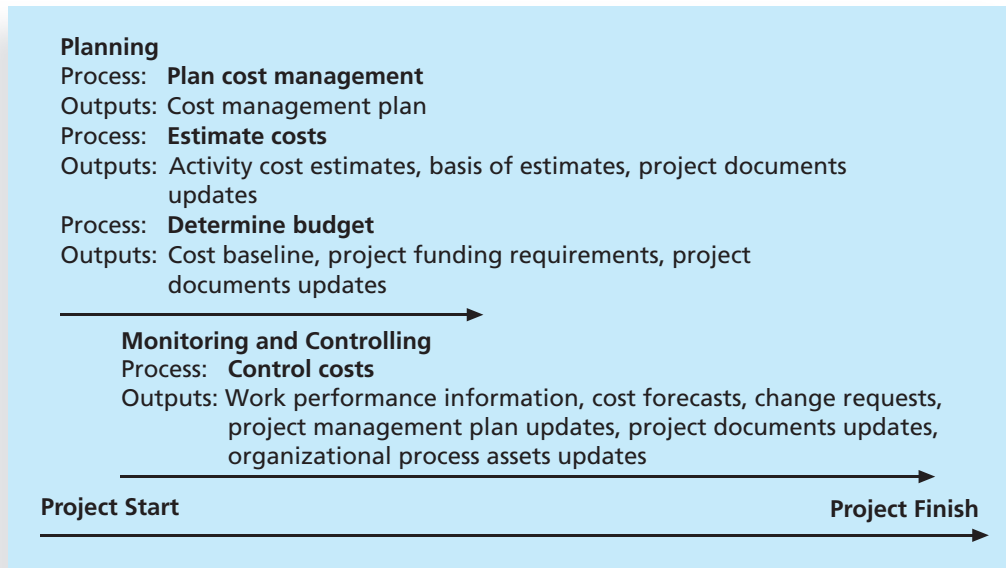 Planning
Process: Plan cost management
Outputs: Cost management plan
Process: Estimate costs
Outputs: Activity cost estimates, basis of estimates, project documents
updates
Process: Determine budget
Outputs: Cost baseline, project funding requirements, project
documents updates
Monitoring and Controlling
Process: Control costs
Outputs: Work performance information, cost forecasts, change requests,
project management plan updates, project documents updates,
organizational process assets updates
Project Start Project Finish